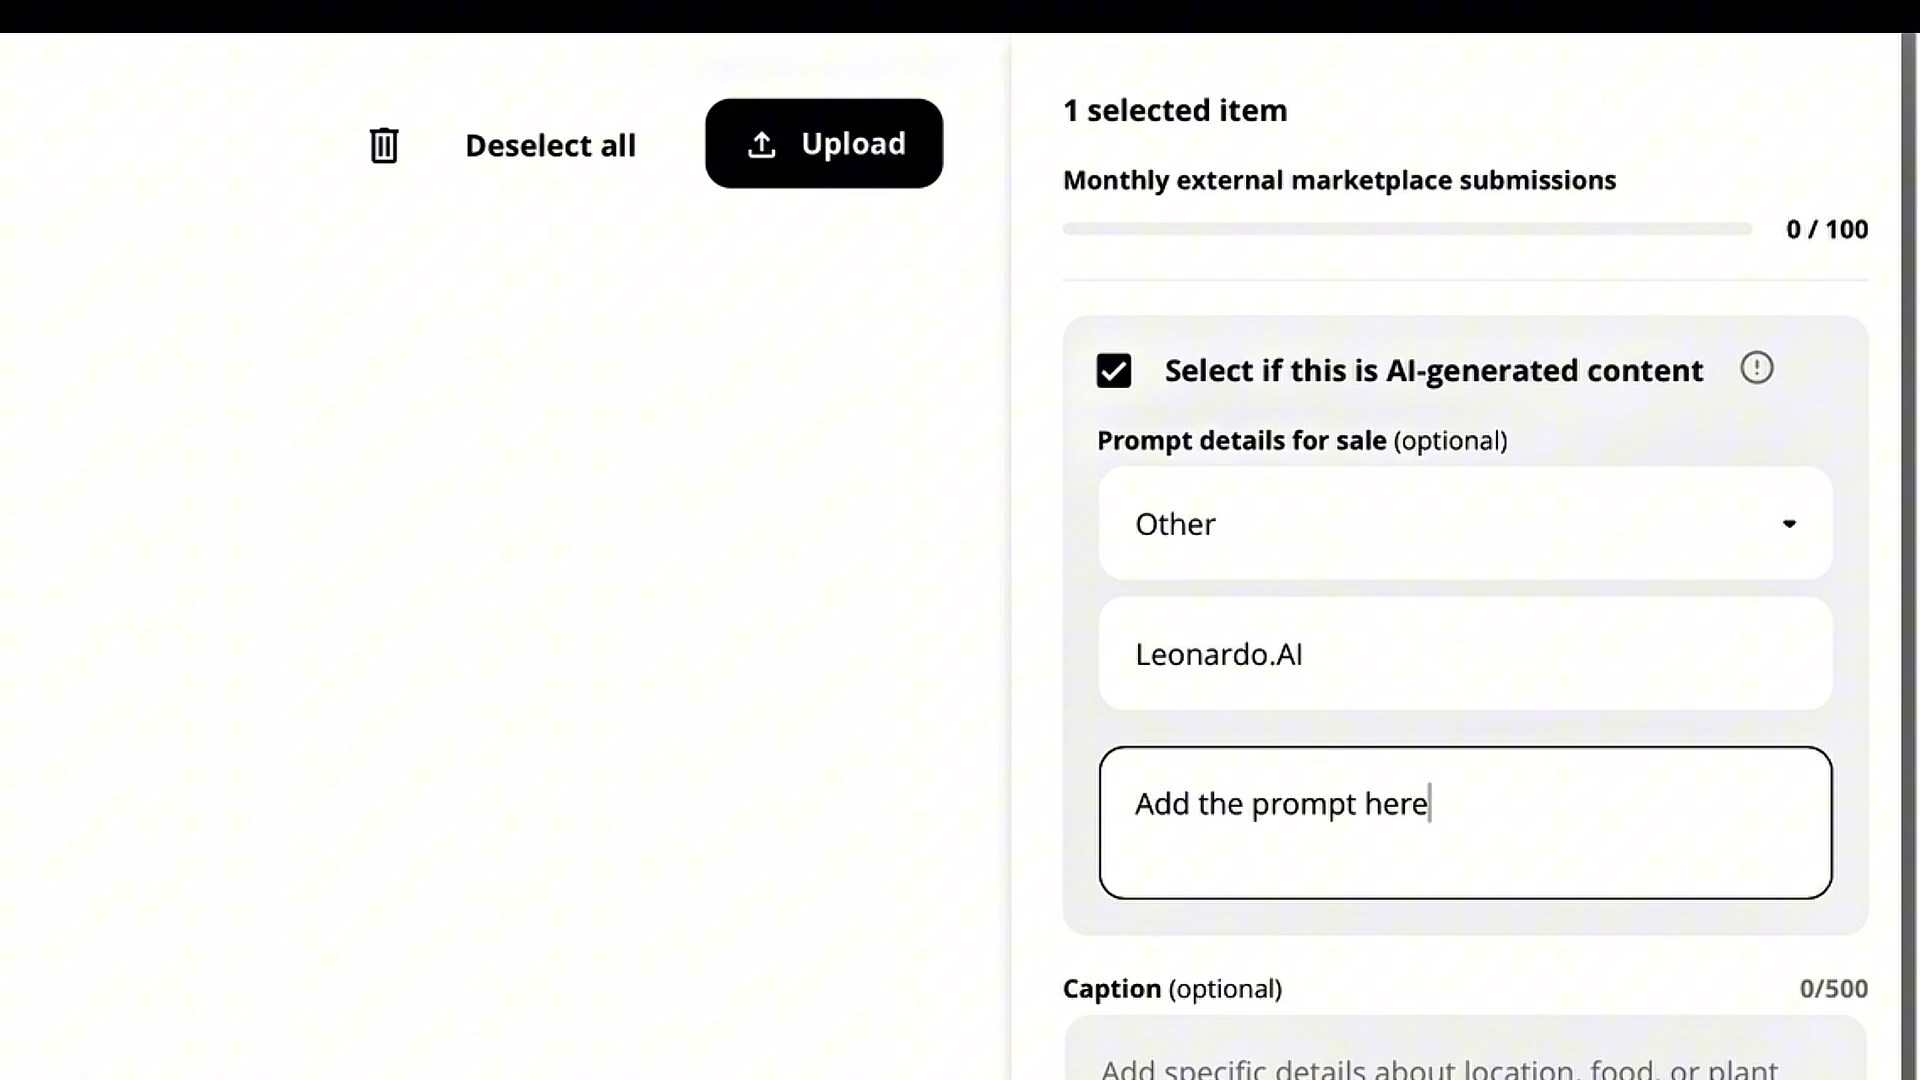 Deselect all
Upload
1 selected item
Monthly external marketplace submissions
0 / 100
Select if this is AI-generated content
Prompt details for sale (optional)
Other
Leonardo.AI
Add the prompt here
Caption (optional)
0/500
Add specific details about location, food, or plant